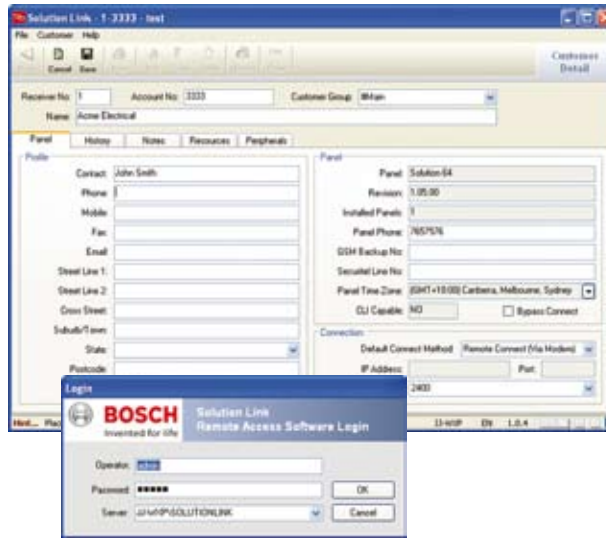 Solution Link - 1-3333 - test
File Customer Help
Cancel Save
Customer Detail
Receiver No: 1 Account No: 3333 Customer Group: #Main
Name: Acme Electrical
Panel History Notes Resources Peripherals
Profile
Contact: John Smith
Phone:
Mobile:
Fax:
Email:
Street Line 1:
Street Line 2:
Cross Street:
Suburb/Town:
State:
Postcode:
Panel
Panel: Solution 64
Revision: 1.05.00
Installed Panels: 1
Panel Phone: 7657576
GSM Backup No:
Securitel Line No:
Panel Time Zone: (GMT+10:00) Canberra, Melbourne, Sydney
CLI Capable: NO Bypass Connect
Connection
Default Connect Method: Remote Connect (Via Modem)
IP Address: Port:
2400
EN 1.0.4
Login
BOSCH
Invented for life
Solution Link
Remote Access Software Login
Operator: admin
Password: •••••
Server: \SOLUTIONLINK
OK
Cancel